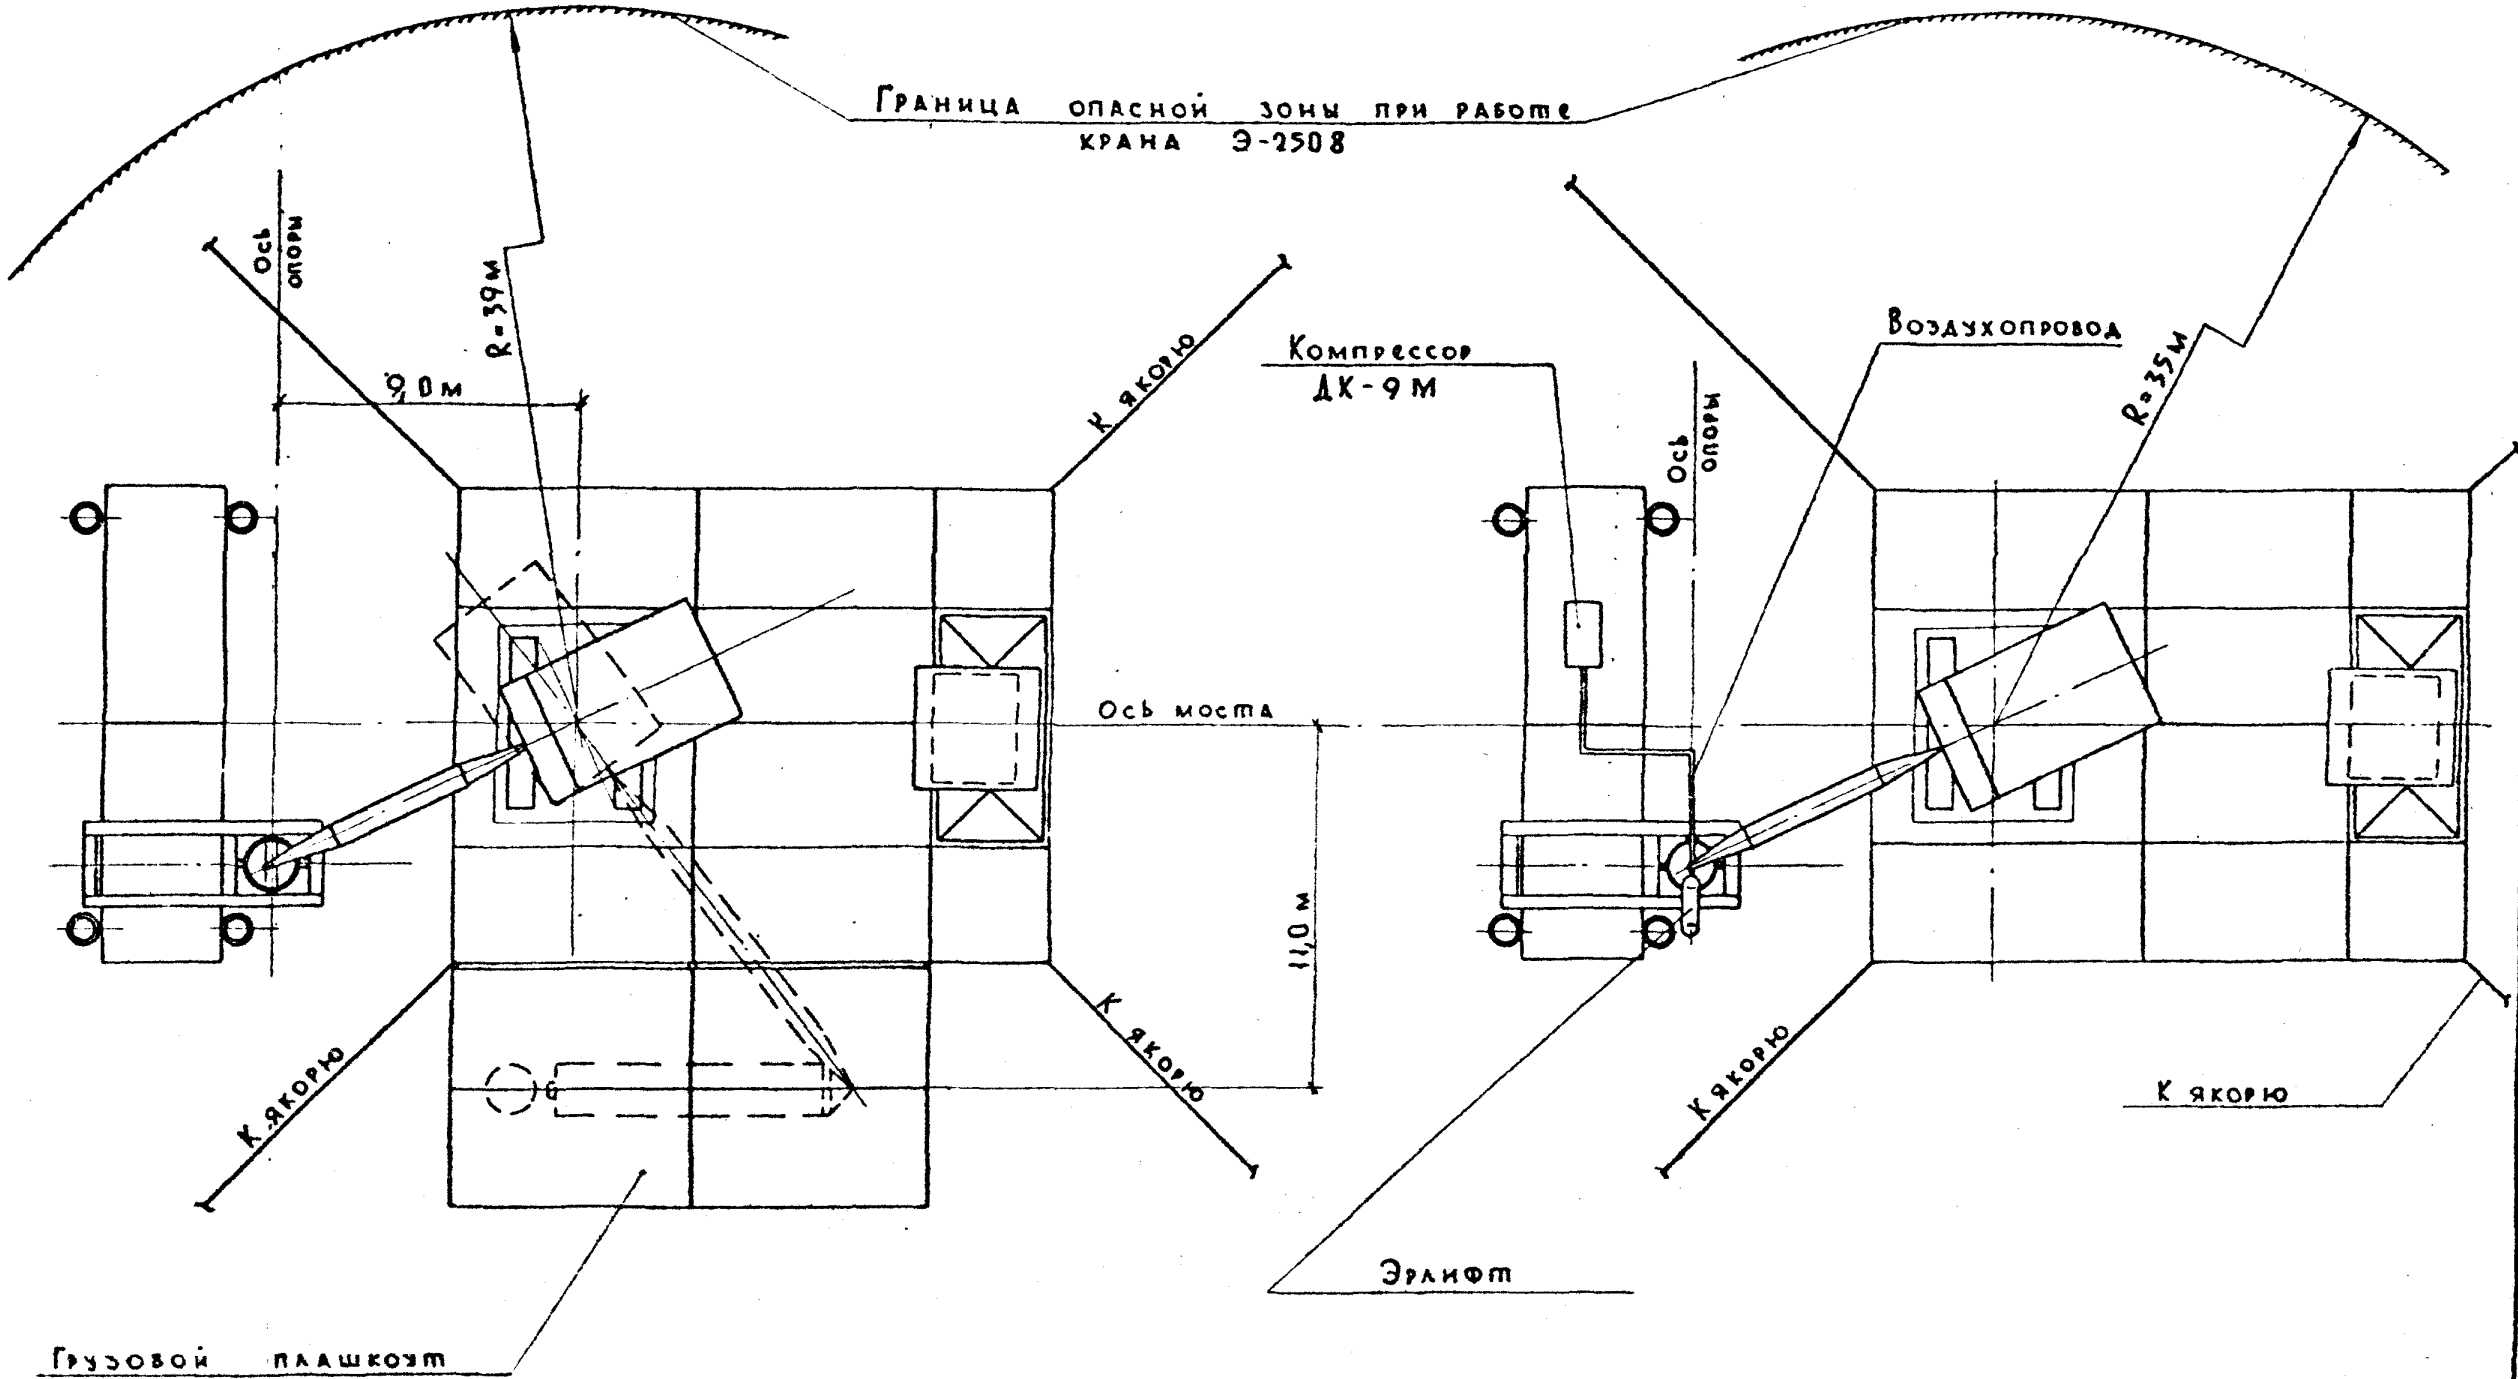 Граница опасной зоны при работе
крана Э-2508
Ось
опоры
R=39м
9,0м
К якорю
Компрессор
ДК-9М
Ось
опоры
Воздухопровод
R=35м
Ось моста
11,0 м
К якорю
К якорю
К якорю
К якорю
Эрлифт
Грузовой плашкоут